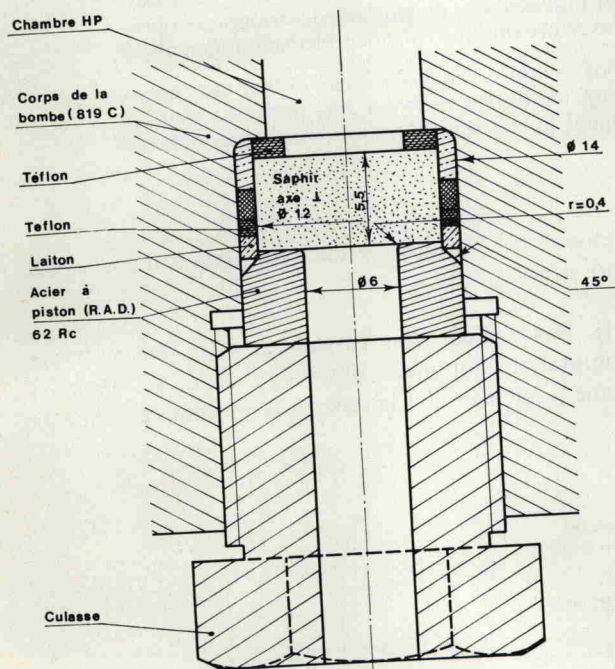 Chambre HP
Corps de la
bombe (819 C)
Téflon
Teflon
Laiton
Acier à
piston (R.A.D.)
62 Rc
Culasse
Saphir
axe ⊥
Ø 12
5,5
Ø6
Ø 14
r=0,4
45°